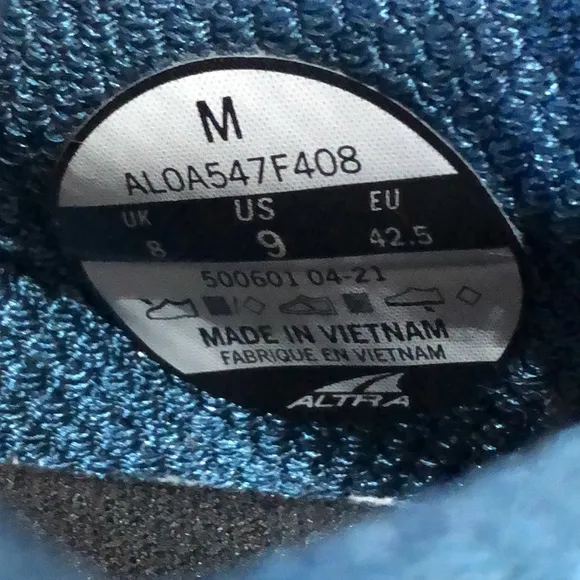 M
AL0A547F408
UK US EU
8 9 42.5
500601 04-21
MADE IN VIETNAM
FABRIQUE EN VIETNAM
ALTRA